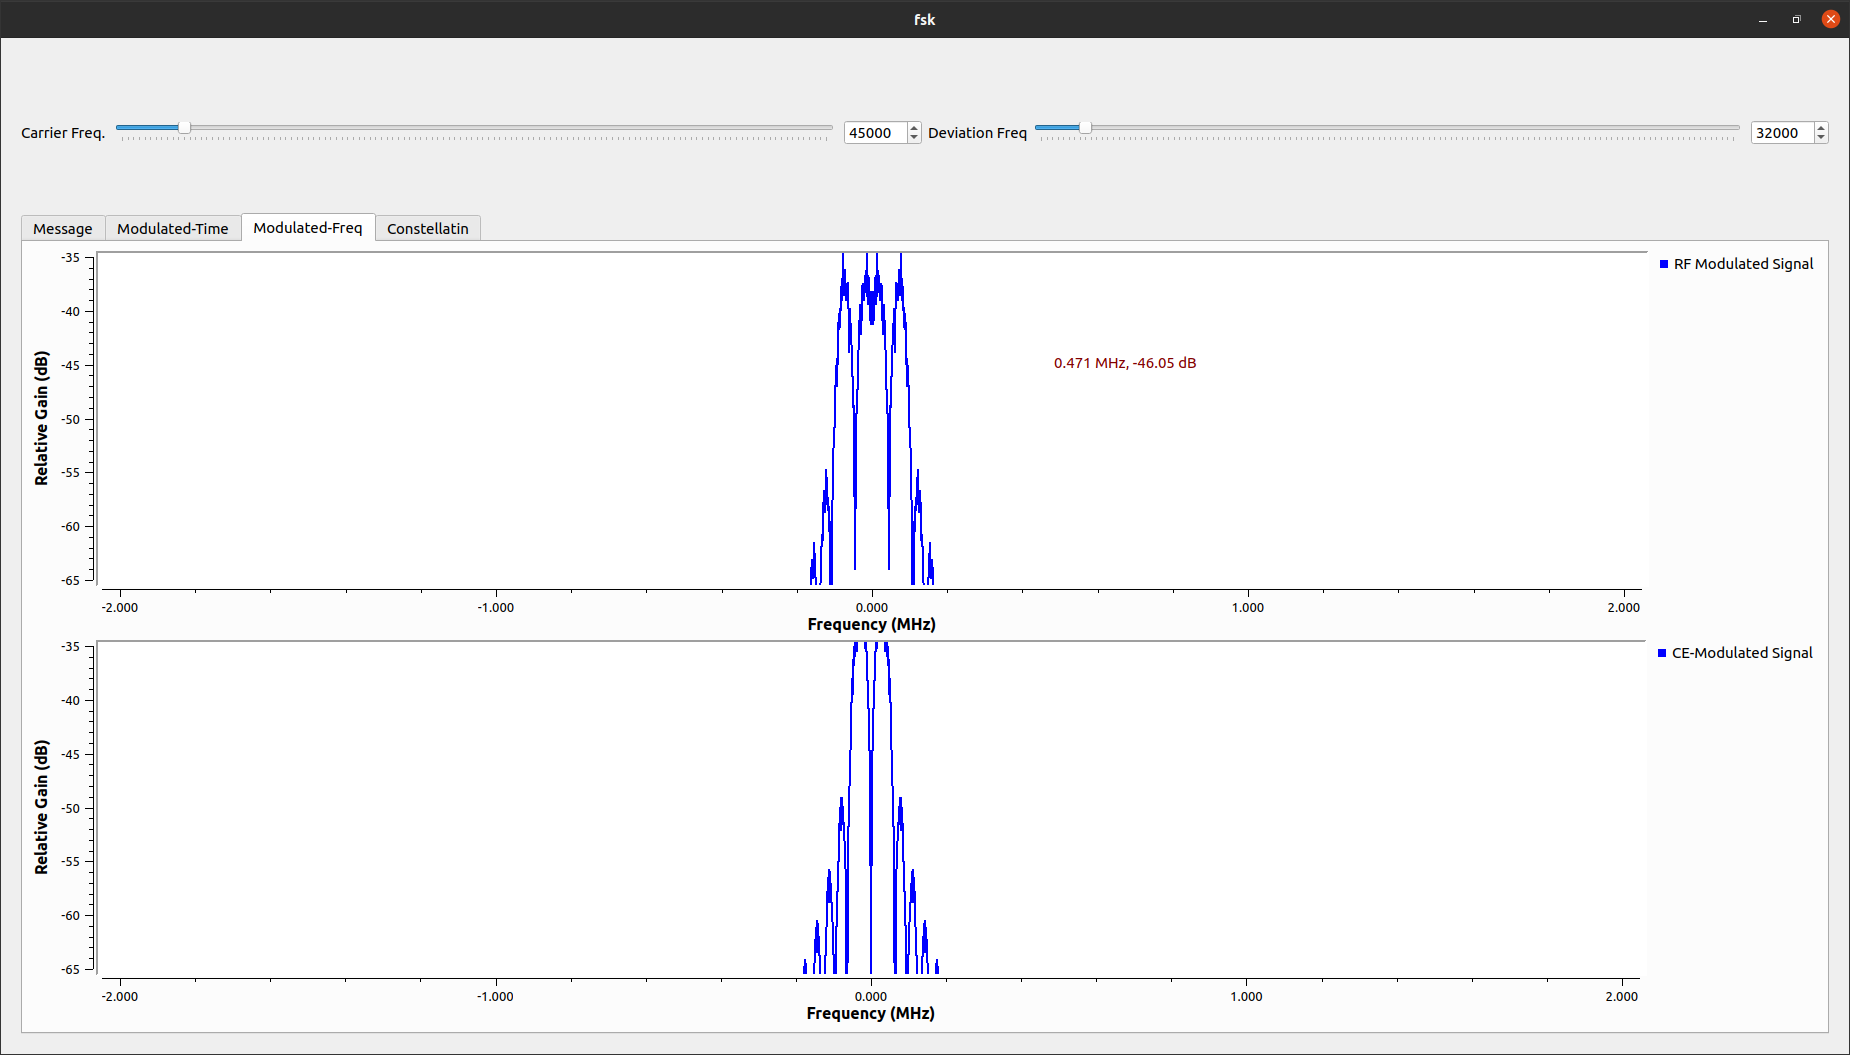 fsk
Carrier Freq. 45000 Deviation Freq 32000
Message Modulated-Time Modulated-Freq Constellatin
-35
-40
-45
-50
-55
-60
-65
Relative Gain (dB)
0.471 MHz, -46.05 dB
RF Modulated Signal
-2.000 -1.000 0.000 1.000 2.000
Frequency (MHz)
-35
-40
-45
-50
-55
-60
-65
Relative Gain (dB)
CE-Modulated Signal
-2.000 -1.000 0.000 1.000 2.000
Frequency (MHz)